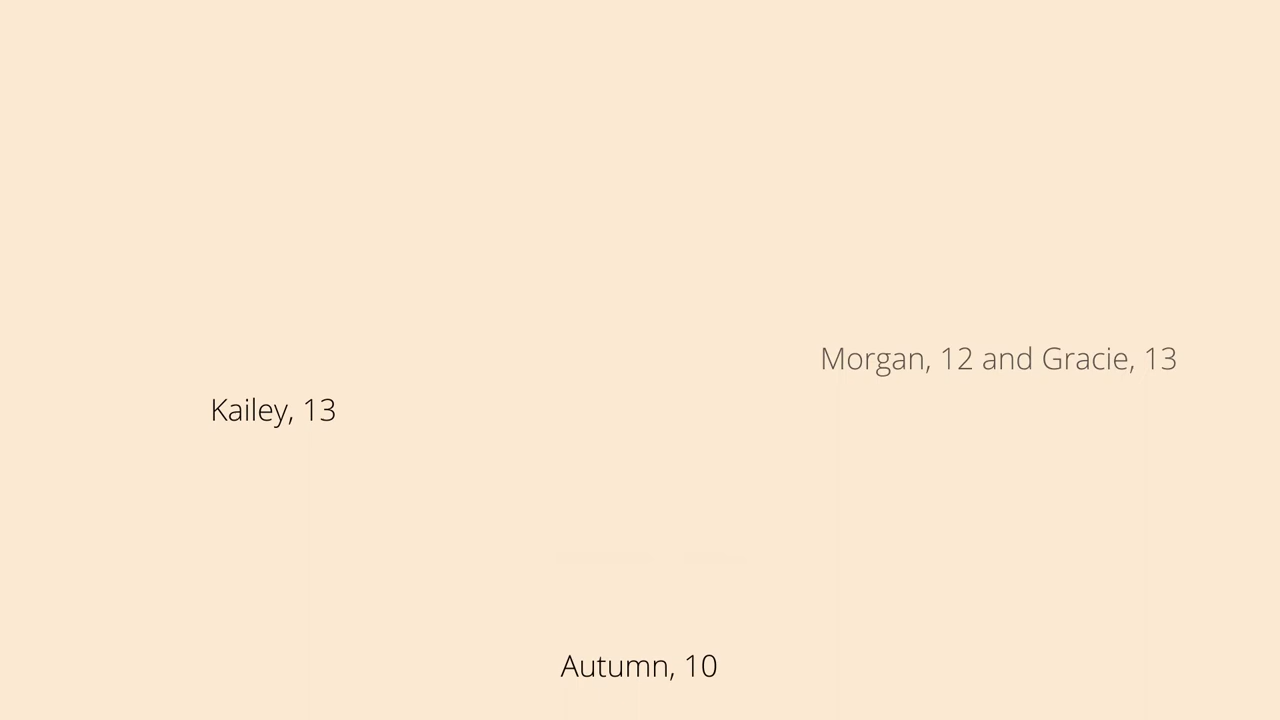 Morgan, 12 and Gracie, 13
Kailey, 13
Autumn, 10